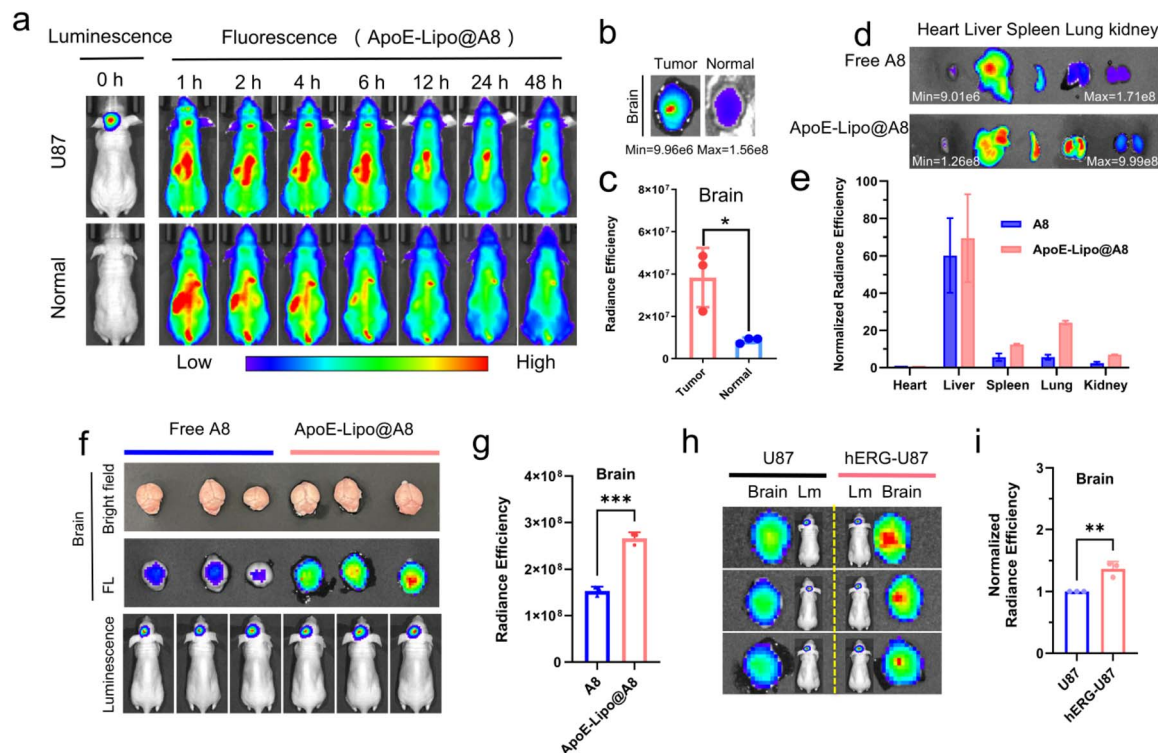 a
Luminescence
Fluorescence ( ApoE-Lipo@A8 )
0 h
1 h
2 h
4 h
6 h
12 h
24 h
48 h
U87
Normal
Low
High
b
Tumor
Normal
Brain
Min=9.96e6
Max=1.56e8
c
Brain
*
Radiance Efficiency
8×10⁷
6×10⁷
4×10⁷
2×10⁷
0
Tumor
Normal
d
Heart Liver Spleen Lung kidney
Free A8
Min=9.01e6
Max=1.71e8
ApoE-Lipo@A8
Min=1.26e8
Max=9.99e8
e
Normalized Radiance Efficiency
100
80
60
40
20
0
A8
ApoE-Lipo@A8
Heart
Liver
Spleen
Lung
Kidney
f
Free A8
ApoE-Lipo@A8
Brain
Bright field
FL
Luminescence
g
Brain
***
Radiance Efficiency
4×10⁸
3×10⁸
2×10⁸
1×10⁸
0
A8
ApoE-Lipo@A8
h
U87
hERG-U87
Brain
Lm
Lm
Brain
i
Brain
**
Normalized
Radiance Efficiency
2
1
0
U87
hERG-U87